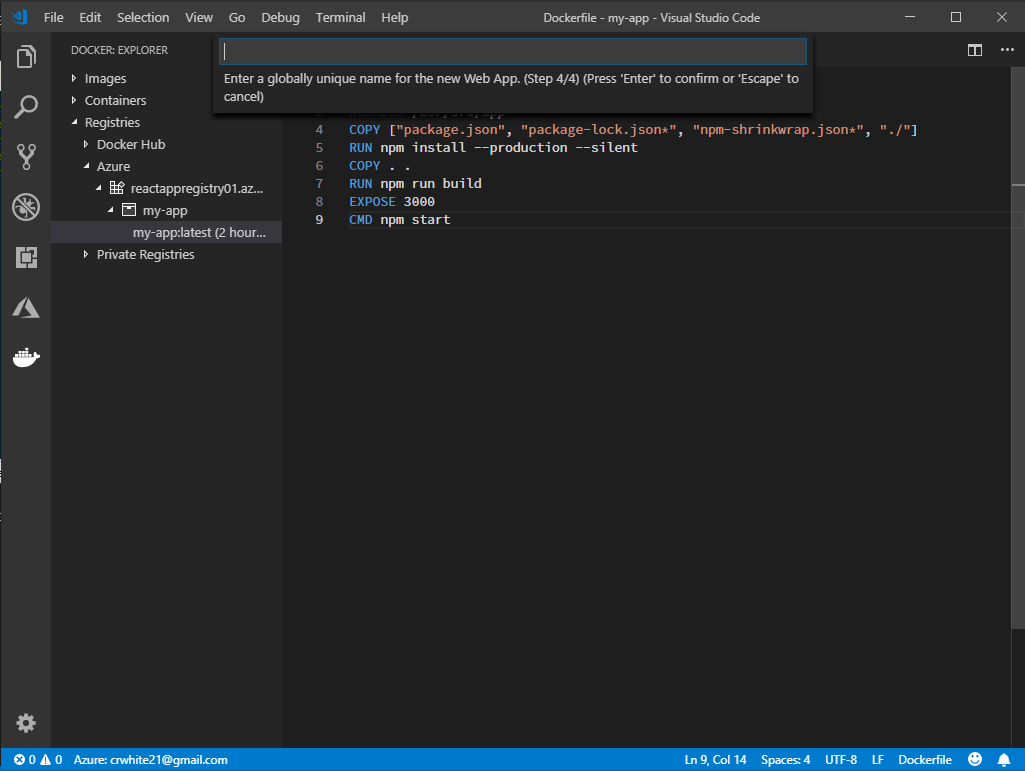 File Edit Selection View Go Debug Terminal Help Dockerfile - my-app - Visual Studio Code
DOCKER: EXPLORER
Enter a globally unique name for the new Web App. (Step 4/4) (Press 'Enter' to confirm or 'Escape' to
cancel)
Images
Containers
Registries
Docker Hub
Azure
reactappregistry01.az...
my-app
my-app:latest (2 hour...
Private Registries
4 COPY ["package.json", "package-lock.json*", "npm-shrinkwrap.json*", "./"]
5 RUN npm install --production --silent
6 COPY . .
7 RUN npm run build
8 EXPOSE 3000
9 CMD npm start
0 0 Azure: crwhite21@gmail.com Ln 9, Col 14 Spaces: 4 UTF-8 LF Dockerfile